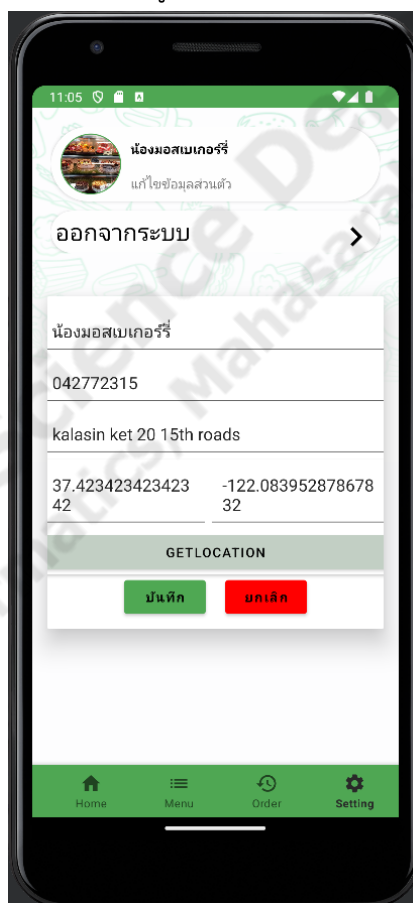 11:05
น้องมอสเบเกอร์รี่
แก้ไขข้อมูลส่วนตัว
ออกจากระบบ
น้องมอสเบเกอร์รี่
042772315
kalasin ket 20 15th roads
37.423423423423 -122.083952878678
42 32
GETLOCATION
บันทึก ยกเลิก
Home Menu Order Setting